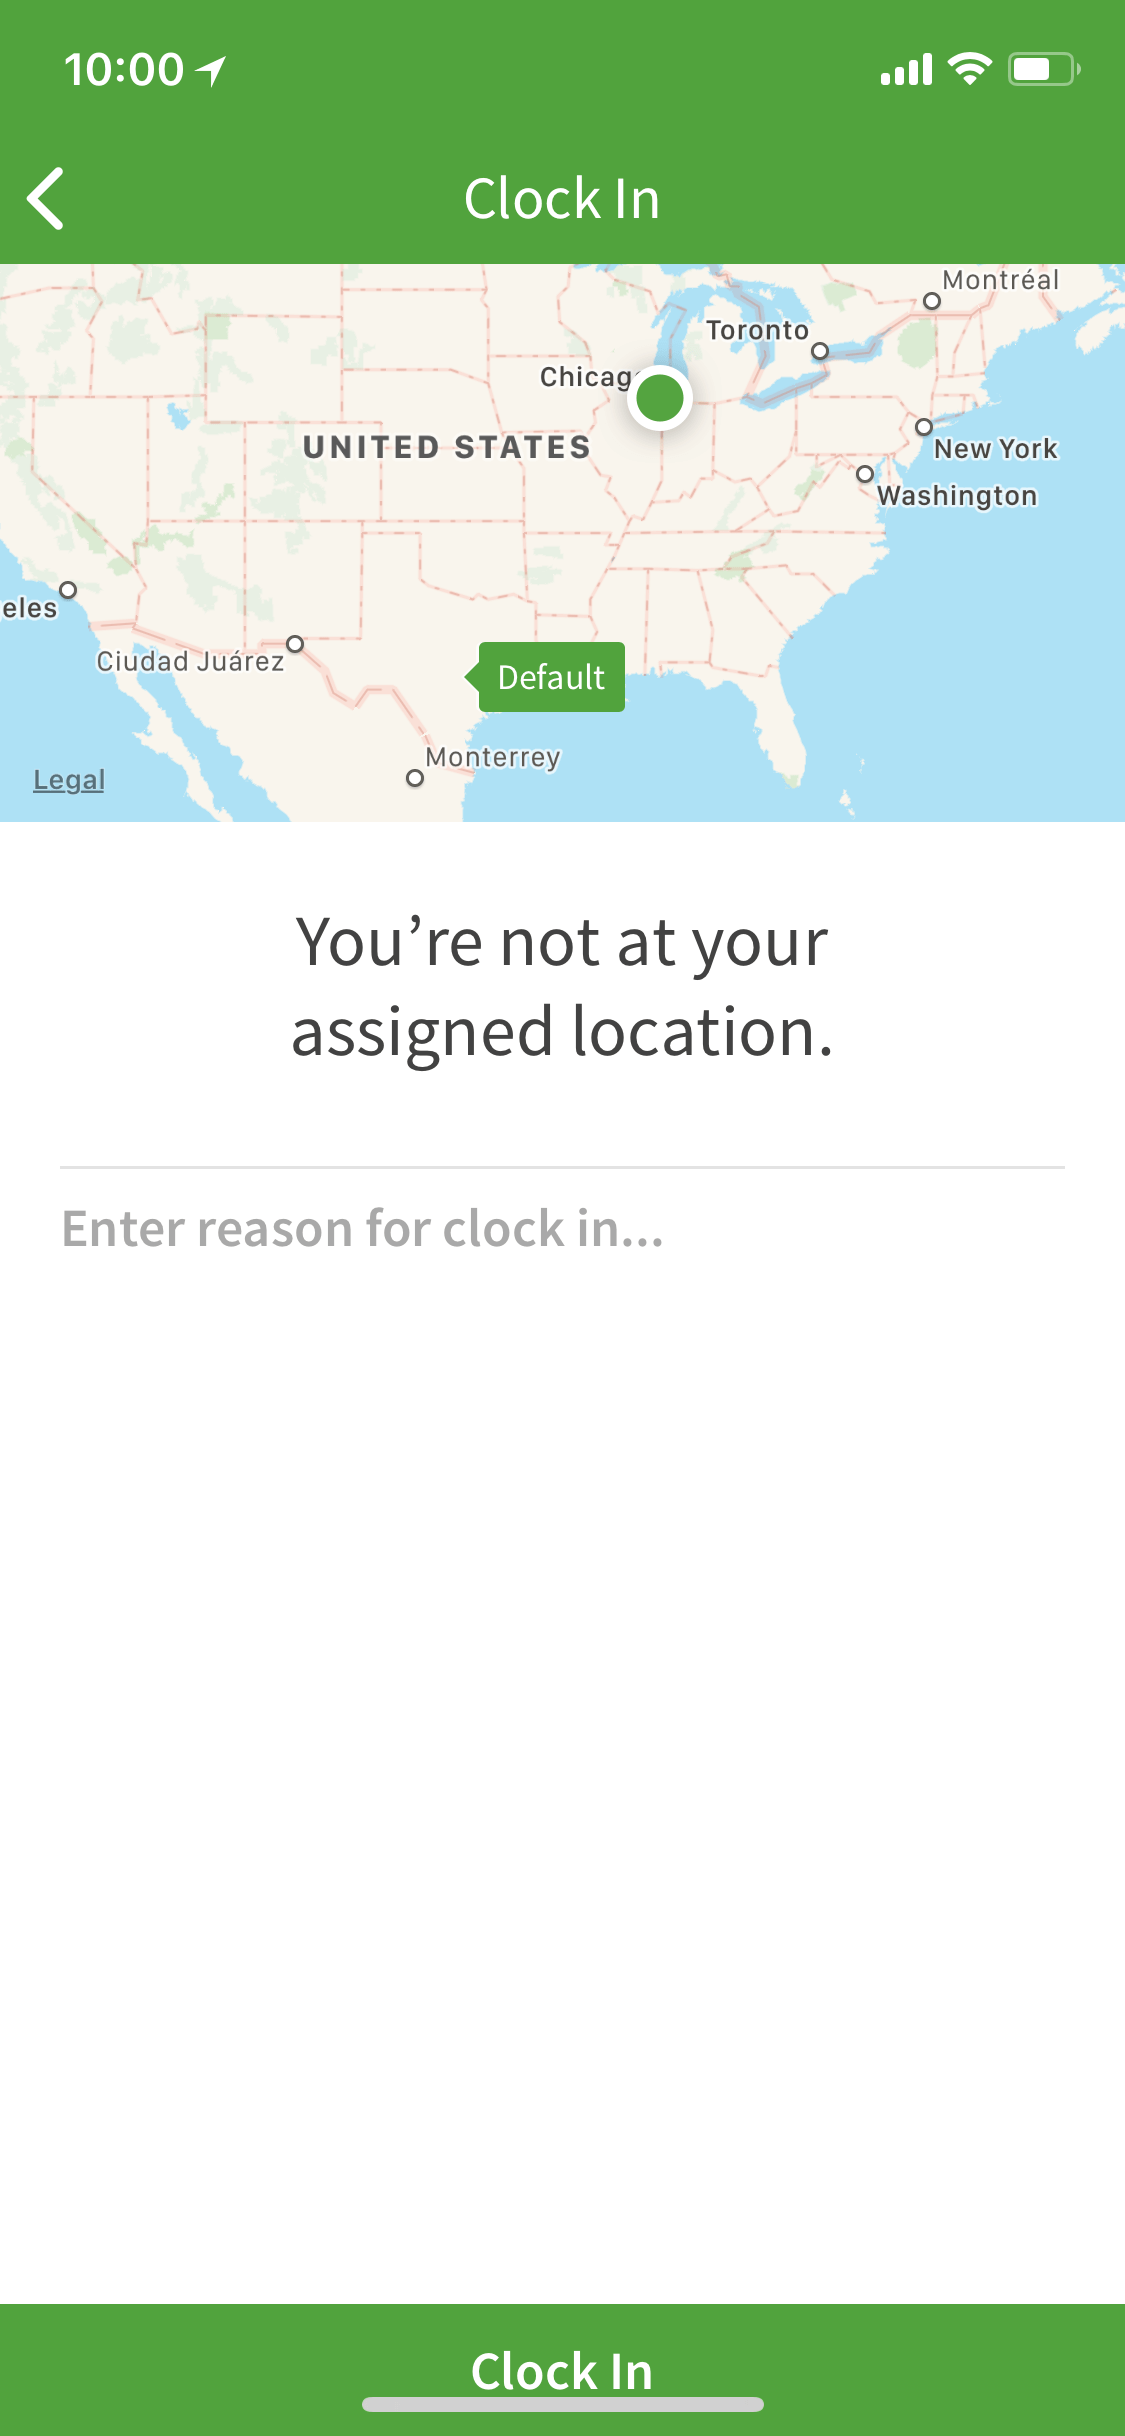 10:00
Clock In
Montréal
Toronto
Chicag
UNITED STATES
New York
Washington
eles
Ciudad Juárez
Default
Monterrey
Legal
You’re not at your
assigned location.
Enter reason for clock in...
Clock In